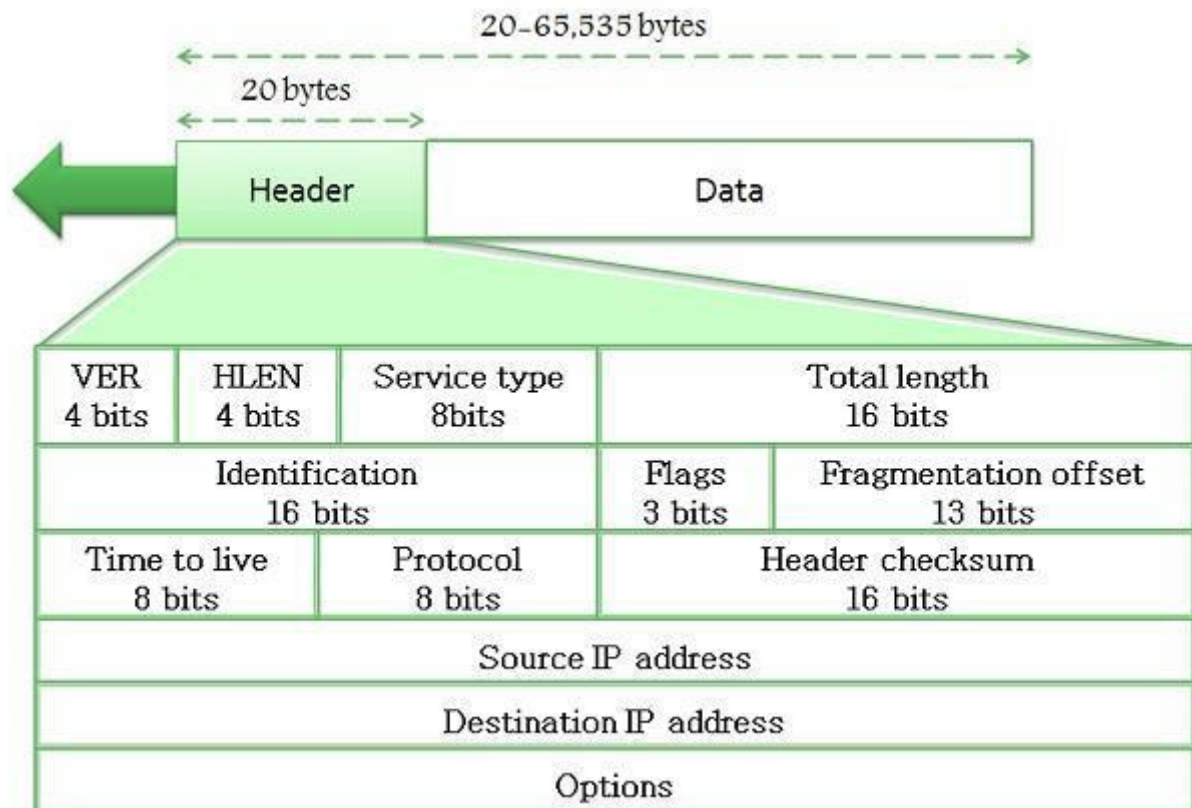 20-65,535 bytes
20 bytes
Header
Data
VER
4 bits
HLEN
4 bits
Service type
8bits
Total length
16 bits
Identification
16 bits
Flags
3 bits
Fragmentation offset
13 bits
Time to live
8 bits
Protocol
8 bits
Header checksum
16 bits
Source IP address
Destination IP address
Options